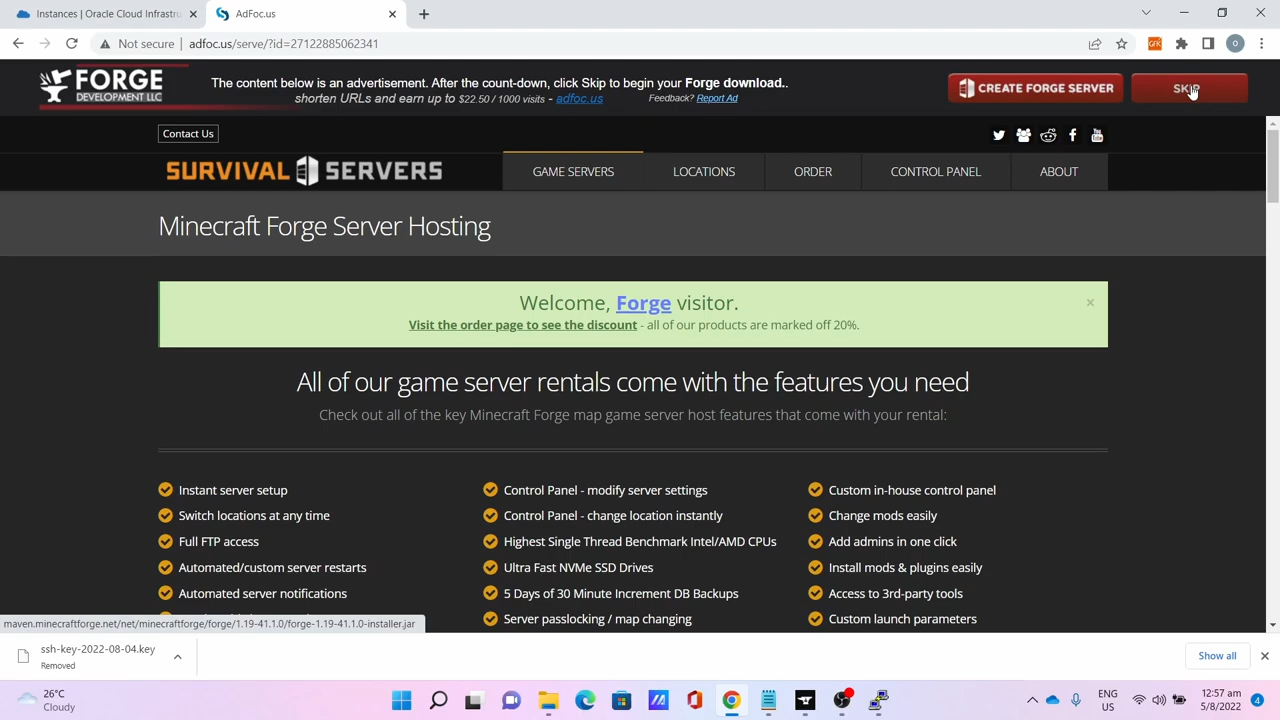 Instances | Oracle Cloud Infrastru
AdFoc.us
Not secure
adfoc.us/serve/?id=27122885062341
FORGE
DEVELOPMENT LLC
The content below is an advertisement. After the count-down, click Skip to begin your Forge download..
shorten URLs and earn up to $22.50 / 1000 visits - adfoc.us
Feedback? Report Ad
CREATE FORGE SERVER
SKIP
Contact Us
SURVIVAL SERVERS
GAME SERVERS
LOCATIONS
ORDER
CONTROL PANEL
ABOUT
Minecraft Forge Server Hosting
Welcome, Forge visitor.
Visit the order page to see the discount - all of our products are marked off 20%.
All of our game server rentals come with the features you need
Check out all of the key Minecraft Forge map game server host features that come with your rental:
Instant server setup
Control Panel - modify server settings
Custom in-house control panel
Switch locations at any time
Control Panel - change location instantly
Change mods easily
Full FTP access
Highest Single Thread Benchmark Intel/AMD CPUs
Add admins in one click
Automated/custom server restarts
Ultra Fast NVMe SSD Drives
Install mods & plugins easily
Automated server notifications
5 Days of 30 Minute Increment DB Backups
Access to 3rd-party tools
Server passlocking / map changing
Custom launch parameters
maven.minecraftforge.net/net/minecraftforge/forge/1.19-41.1.0/forge-1.19-41.1.0-installer.jar
ssh-key-2022-08-04.key
Removed
Show all
26°C
Cloudy
ENG
US
12:57 am
5/8/2022
4